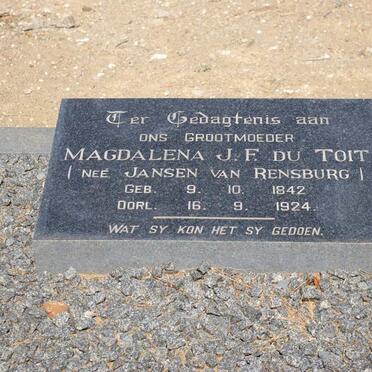 Ter Gedagtenis aan
ONS GROOTMOEDER
MAGDALENA J. F. DU TOIT
( NEÉ JANSEN VAN RENSBURG )
GEB. 9. 10. 1842
OORL. 16. 9. 1924.
WAT SY KON HET SY GEDOEN.